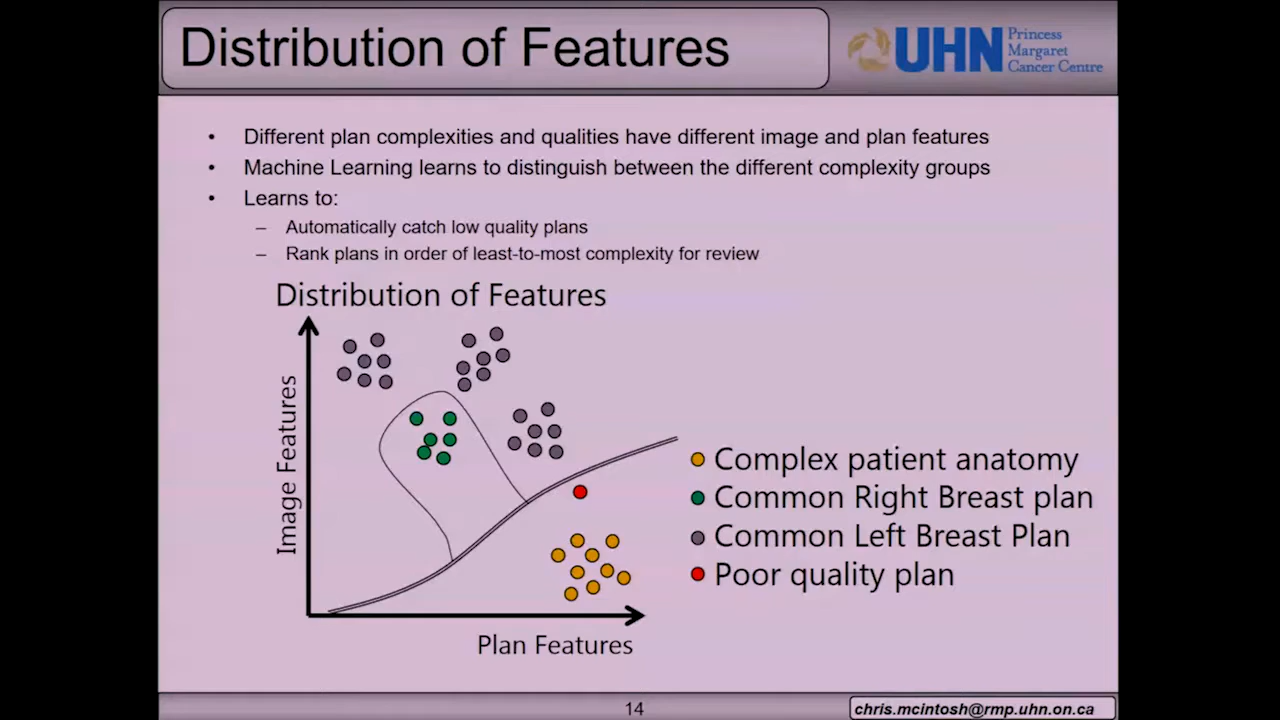 Distribution of Features
UHN Princess
Margaret
Cancer Centre
• Different plan complexities and qualities have different image and plan features
• Machine Learning learns to distinguish between the different complexity groups
• Learns to:
– Automatically catch low quality plans
– Rank plans in order of least-to-most complexity for review
Distribution of Features
Image Features
Complex patient anatomy
Common Right Breast plan
Common Left Breast Plan
Poor quality plan
Plan Features
14
chris.mcintosh@rmp.uhn.on.ca